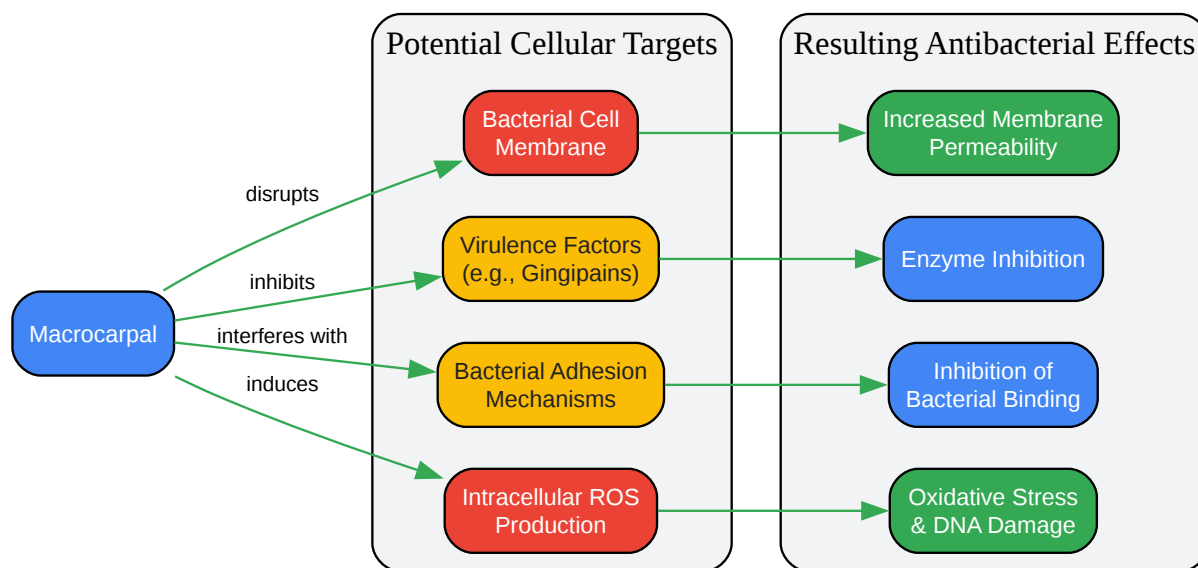 Potential Cellular Targets
Resulting Antibacterial Effects
Bacterial Cell
Membrane
Increased Membrane
Permeability
disrupts
Virulence Factors
(e.g., Gingipains)
Enzyme Inhibition
inhibits
Macrocarpal
interferes with
Bacterial Adhesion
Mechanisms
Inhibition of
Bacterial Binding
induces
Intracellular ROS
Production
Oxidative Stress
& DNA Damage